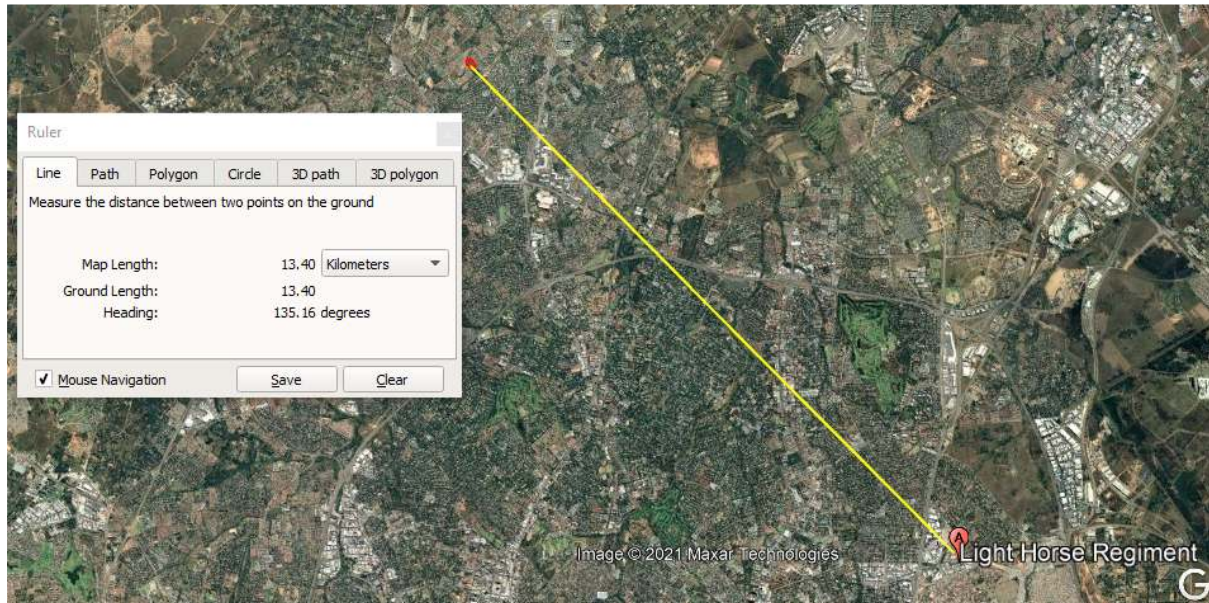 Ruler
Line Path Polygon Circle 3D path 3D polygon
Measure the distance between two points on the ground
Map Length: 13.40 Kilometers
Ground Length: 13.40
Heading: 135.16 degrees
Mouse Navigation Save Clear
A
Image © 2021 Maxar Technologies
Light Horse Regiment
G